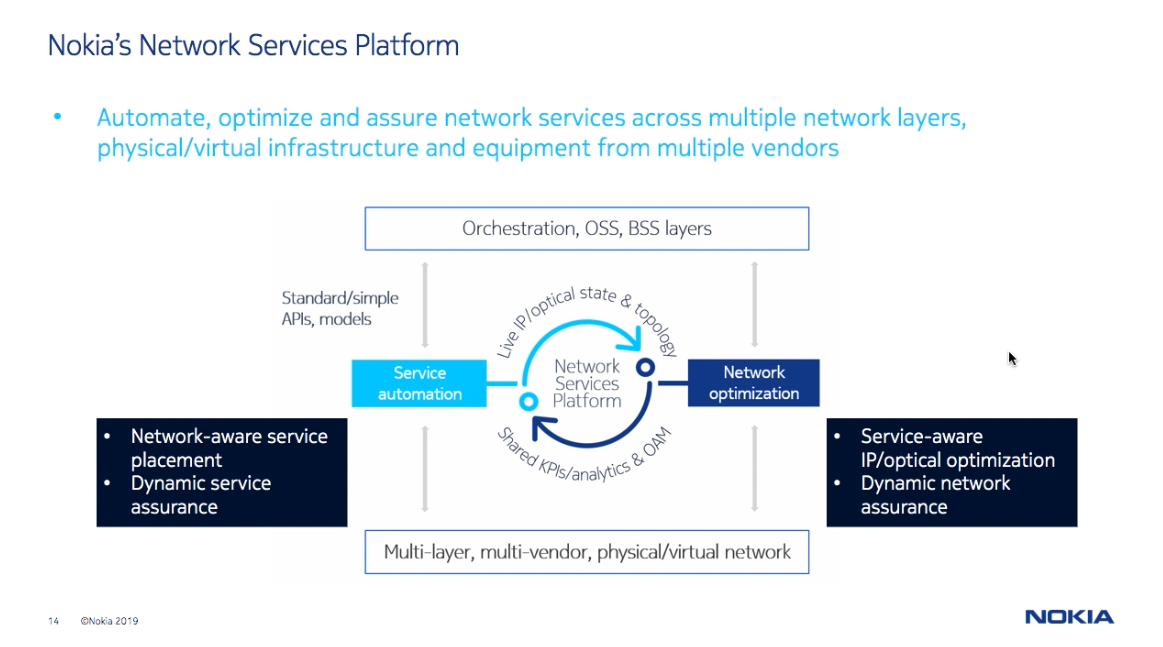 Nokia’s Network Services Platform
• Automate, optimize and assure network services across multiple network layers,
physical/virtual infrastructure and equipment from multiple vendors
Orchestration, OSS, BSS layers
Standard/simple
APIs, models
Live IP/optical state & topology
Service
automation
Network
Services
Platform
Network
optimization
Shared KPIs/analytics & OAM
• Network-aware service
placement
• Dynamic service
assurance
• Service-aware
IP/optical optimization
• Dynamic network
assurance
Multi-layer, multi-vendor, physical/virtual network
14 ©Nokia 2019
NOKIA